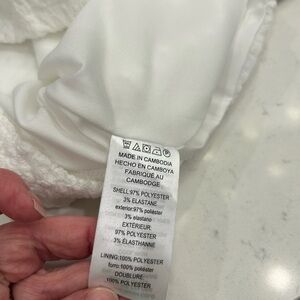 MADE IN CAMBODIA
HECHO EN CAMBOYA
FABRIQUÉ AU
CAMBODGE
SHELL:97% POLYESTER
3% ELASTANE
exterior:97% poliéster
3% elastano
EXTÉRIEUR:
97% POLYESTER
3% ÉLASTHANNE
LINING:100% POLYESTER
forro:100% poliéster
DOUBLURE:
100% POLYESTER